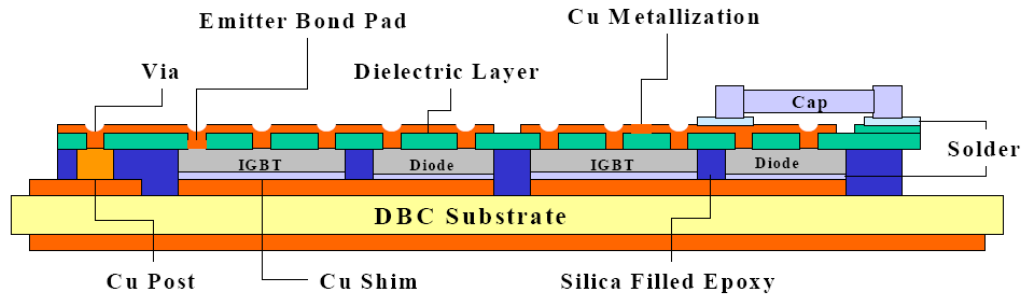 Cu Metallization
Emitter Bond Pad
Via
Dielectric Layer
Cap
Solder
IGBT
Diode
IGBT
Diode
DBC Substrate
Cu Post
Cu Shim
Silica Filled Epoxy